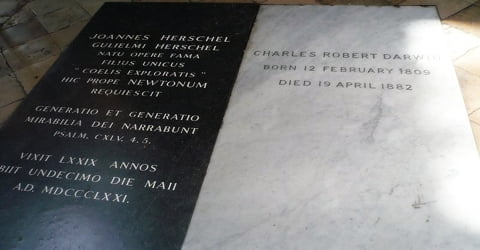 JOANNES HERSCHEL
GULIELMI HERSCHEL
NATU OPERE FAMA
FILIUS UNICUS
"COELIS EXPLORATIS"
HIC PROPE NEWTONUM
REQUIESCIT
GENERATIO ET GENERATIO
MIRABILIA DEI NARRABUNT
PSALM, CXLV. 4, 5.
VIXIT LXXIX ANNOS
OBIIT UNDECIMO DIE MAII
A.D. MDCCCLXXI.
CHARLES ROBERT DARWIN
BORN 12 FEBRUARY 1809
DIED 19 APRIL 1882